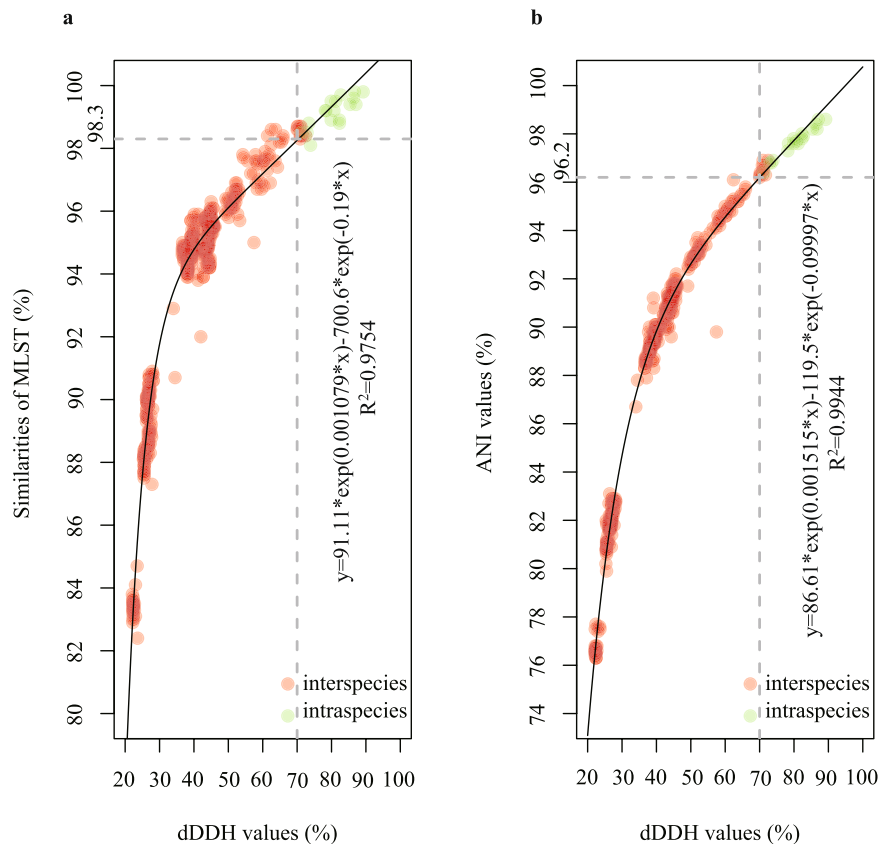 a
Similarities of MLST (%)
100
98.3
98
96
94
92
90
88
86
84
82
80
y=91.11*exp(0.001079*x)-700.6*exp(-0.19*x)
R²=0.9754
interspecies
intraspecies
20 30 40 50 60 70 80 90 100
dDDH values (%)
b
ANI values (%)
100
98
96.2
96
94
92
90
88
86
84
82
80
78
76
74
y=86.61*exp(0.001515*x)-119.5*exp(-0.09997*x)
R²=0.9944
interspecies
intraspecies
20 30 40 50 60 70 80 90 100
dDDH values (%)